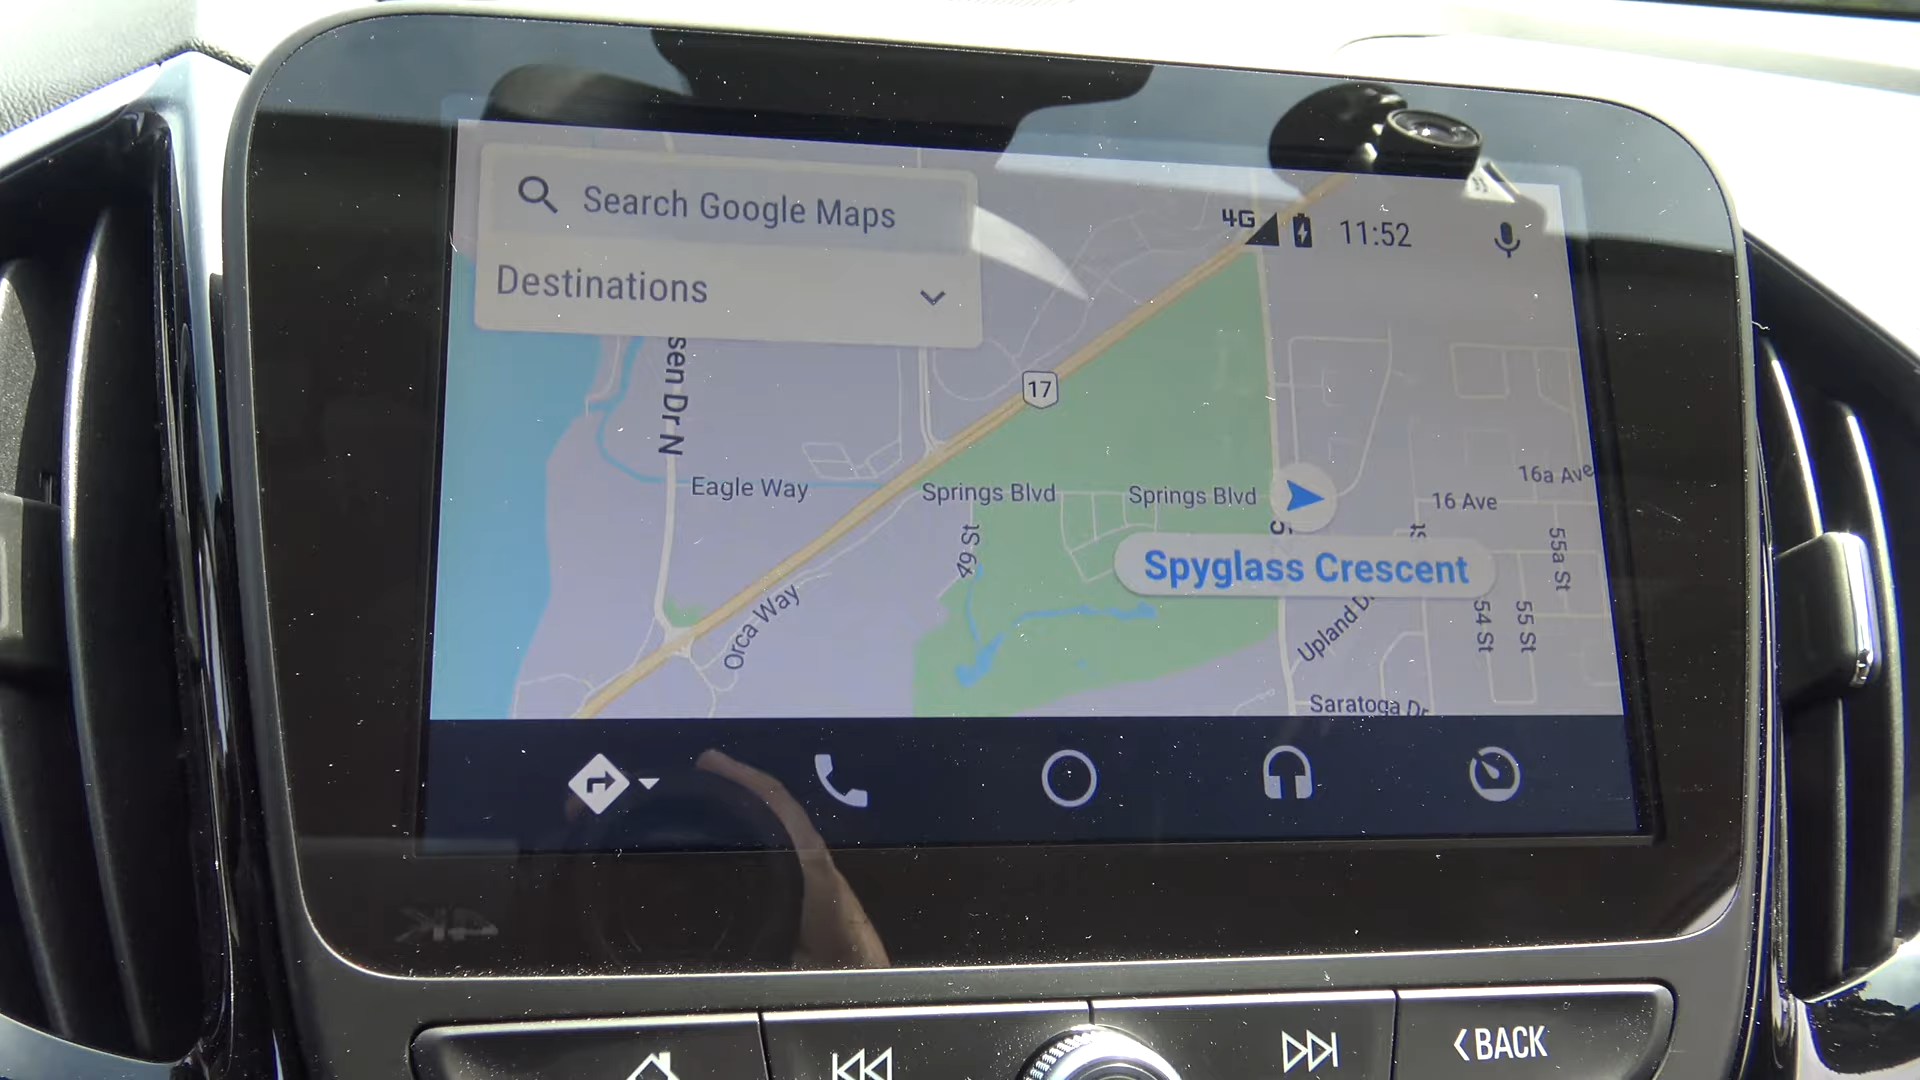 Search Google Maps
4G
11:52
Destinations
sen Dr N
17
Eagle Way
Springs Blvd
Springs Blvd
16a Ave
16 Ave
49 St
55a St
Spyglass Crescent
Orca Way
Upland
54 St
55 St
Saratoga Dr
<BACK